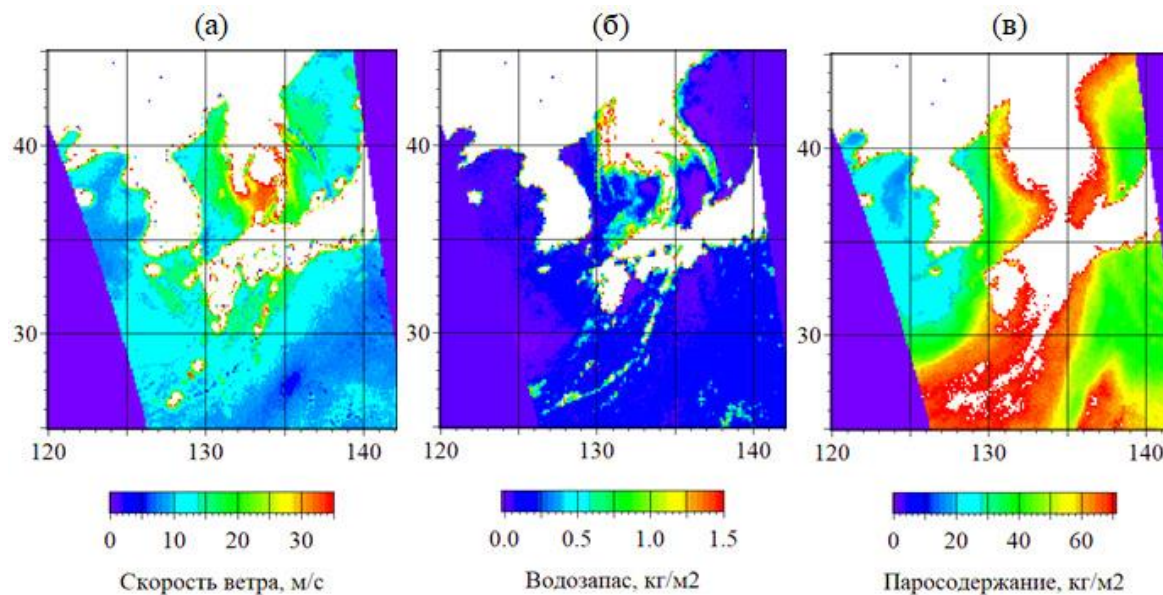 (а) (б) (в)
40 40 40
30 30 30
120 130 140 120 130 140 120 130 140
0 10 20 30 0.0 0.5 1.0 1.5 0 20 40 60
Скорость ветра, м/с Водозапас, кг/м2 Паросодержание, кг/м2